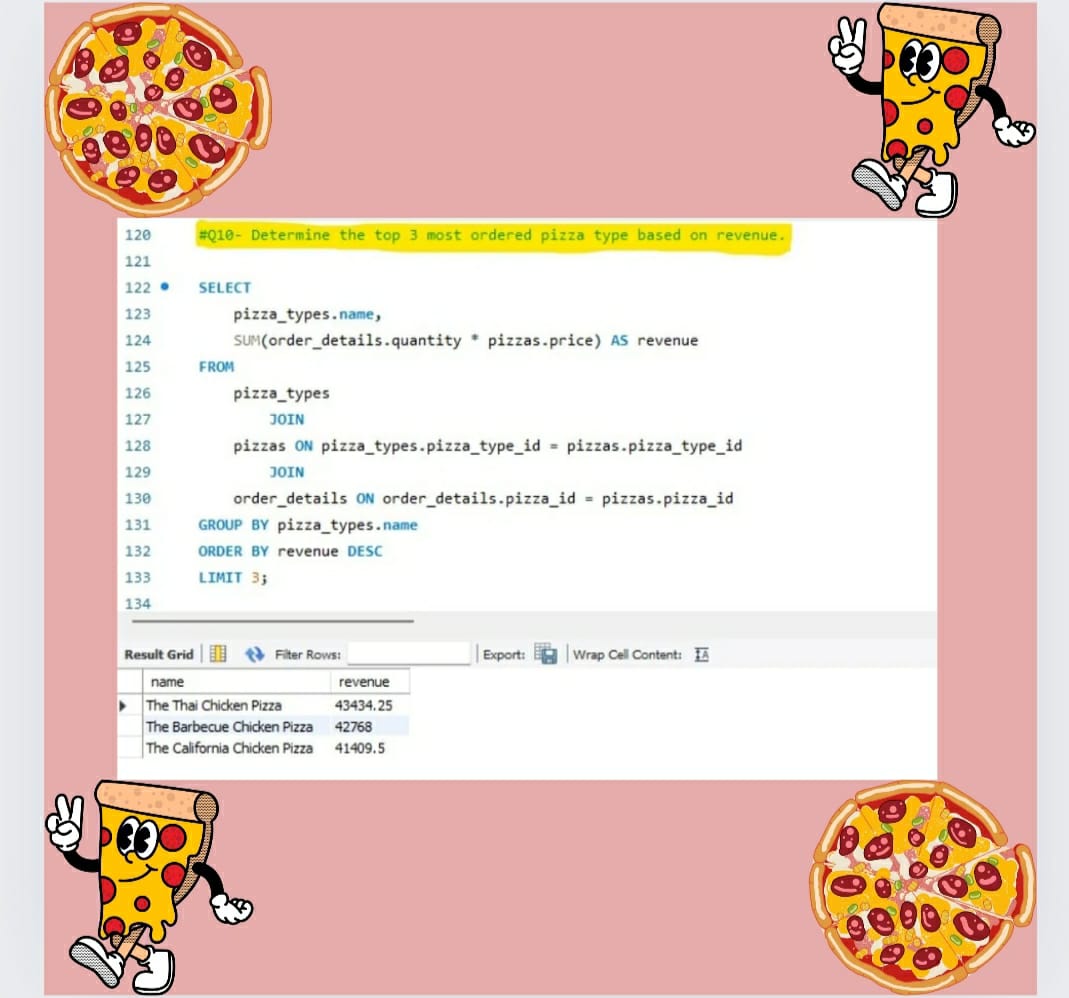 120 #Q10- Determine the top 3 most ordered pizza type based on revenue.
121
122 SELECT
123 pizza_types.name,
124 SUM(order_details.quantity * pizzas.price) AS revenue
125 FROM
126 pizza_types
127 JOIN
128 pizzas ON pizza_types.pizza_type_id = pizzas.pizza_type_id
129 JOIN
130 order_details ON order_details.pizza_id = pizzas.pizza_id
131 GROUP BY pizza_types.name
132 ORDER BY revenue DESC
133 LIMIT 3;
134
Result Grid Filter Rows: Export: Wrap Cell Content: IA
name revenue
The Thai Chicken Pizza 43434.25
The Barbecue Chicken Pizza 42768
The California Chicken Pizza 41409.5